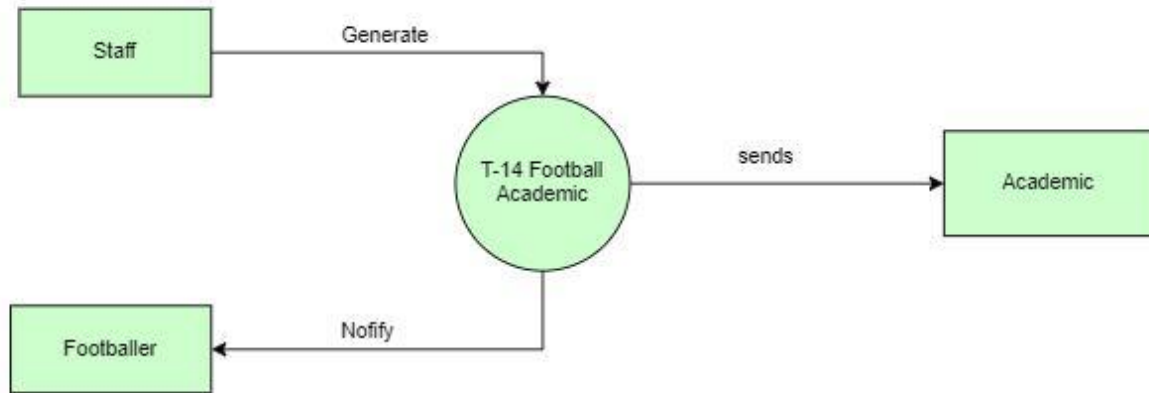 Staff
Generate
T-14 Football
Academic
sends
Academic
Footballer
Nofify